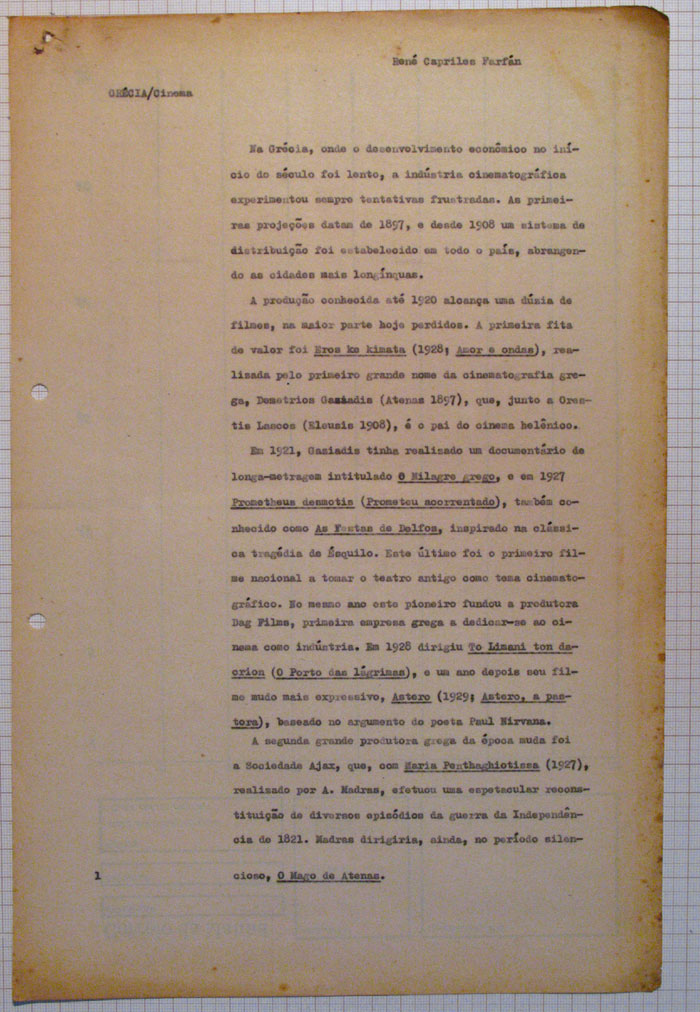 René Capriles Farfán
GRÉCIA/Cinema
Na Grécia, onde o desenvolvimento econômico no iní-
cio do século foi lento, a indústria cinematográfica
experimentou sempre tentativas frustradas. As primei-
ras projeções datam de 1897, e desde 1908 um sistema de
distribuição foi estabelecido em todo o país, abrangen-
do as cidades mais longínquas.
A produção conhecida até 1920 alcança uma dúzia de
filmes, na maior parte hoje perdidos. A primeira fita
de valor foi Eros ke kimata (1928; Amor e ondas), rea-
lizada pelo primeiro grande nome da cinematografia gre-
ga, Demetrios Gaziadis (Atenas 1897), que, junto a Ores-
tis Lascos (Eleusis 1908), é o pai do cinema helênico.
Em 1921, Gaziadis tinha realizado um documentário de
longa-metragem intitulado O Milagre grego, e em 1927
Prometheus desmotis (Prometeu acorrentado), também co-
nhecido como As Festas de Delfos, inspirado na clássi-
ca tragédia de Ésquilo. Este último foi o primeiro fil-
me nacional a tomar o teatro antigo como tema cinemato-
gráfico. No mesmo ano este pioneiro fundou a produtora
Dag Films, primeira empresa grega a dedicar-se ao ci-
nema como indústria. Em 1928 dirigiu To Limani ton da-
crion (O Porto das lágrimas), e um ano depois seu fil-
me mudo mais expressivo, Astero (1929; Astero, a pas-
tora), baseado no argumento do poeta Paul Nirvana.
A segunda grande produtora grega da época muda foi
a Sociedade Ajax, que, com Maria Penthaghiotissa (1927),
realizado por A. Madras, efetuou uma espetacular recons-
tituição de diversos episódios da guerra da Independên-
cia de 1821. Madras dirigiria, ainda, no período silen-
1 cioso, O Mago de Atenas.